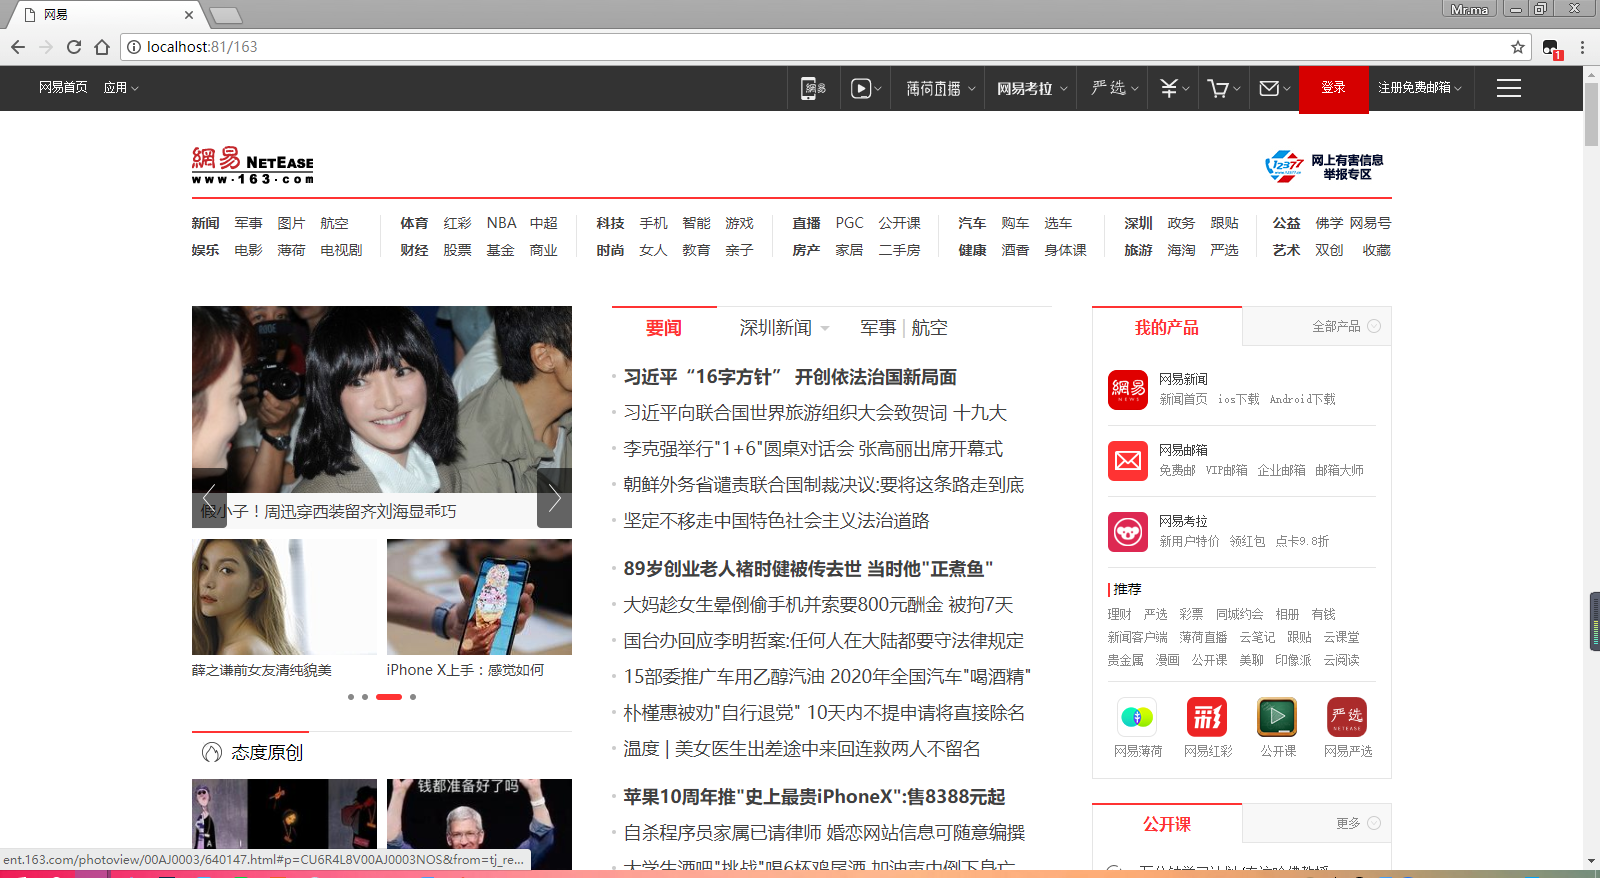 网易
Mr.ma
localhost:81/163
1
网易首页 应用
網易 薄荷直播 网易考拉 严选 登录 注册免费邮箱
網易 NETEASE
www.163.com
12377 网上有害信息
举报专区
新闻 军事 图片 航空 体育 红彩 NBA 中超 科技 手机 智能 游戏 直播 PGC 公开课 汽车 购车 选车 深圳 政务 跟贴 公益 佛学 网易号
娱乐 电影 薄荷 电视剧 财经 股票 基金 商业 时尚 女人 教育 亲子 房产 家居 二手房 健康 酒香 身体课 旅游 海淘 严选 艺术 双创 收藏
假小子！周迅穿西装留齐刘海显乖巧
薛之谦前女友清纯貌美
iPhone X上手：感觉如何
态度原创
钱都准备好了吗
要闻 深圳新闻 军事 | 航空
习近平“16字方针” 开创依法治国新局面
习近平向联合国世界旅游组织大会致贺词 十九大
李克强举行"1+6"圆桌对话会 张高丽出席开幕式
朝鲜外务省谴责联合国制裁决议:要将这条路走到底
坚定不移走中国特色社会主义法治道路
89岁创业老人褚时健被传去世 当时他"正煮鱼"
大妈趁女生晕倒偷手机并索要800元酬金 被拘7天
国台办回应李明哲案:任何人在大陆都要守法律规定
15部委推广车用乙醇汽油 2020年全国汽车"喝酒精"
朴槿惠被劝"自行退党" 10天内不提申请将直接除名
温度 | 美女医生出差途中来回连救两人不留名
苹果10周年推"史上最贵iPhoneX":售8388元起
自杀程序员家属已请律师 婚恋网站信息可随意编撰
大学生酒吧"挑战"喝6杯鸡尾酒 加油声中倒下身亡
我的产品 全部产品
網易
NEWS
网易新闻
新闻首页 ios下载 Android下载
网易邮箱
免费邮 VIP邮箱 企业邮箱 邮箱大师
网易考拉
新用户特价 领红包 点卡9.8折
推荐
理财 严选 彩票 同城约会 相册 有钱
新闻客户端 薄荷直播 云笔记 跟贴 云课堂
贵金属 漫画 公开课 美聊 印像派 云阅读
彩 严选
NETEASE
网易薄荷 网易红彩 公开课 网易严选
公开课 更多
ent.163.com/photoview/00AJ0003/640147.html#p=CU6R4L8V00AJ0003NOS&from=tj_re...